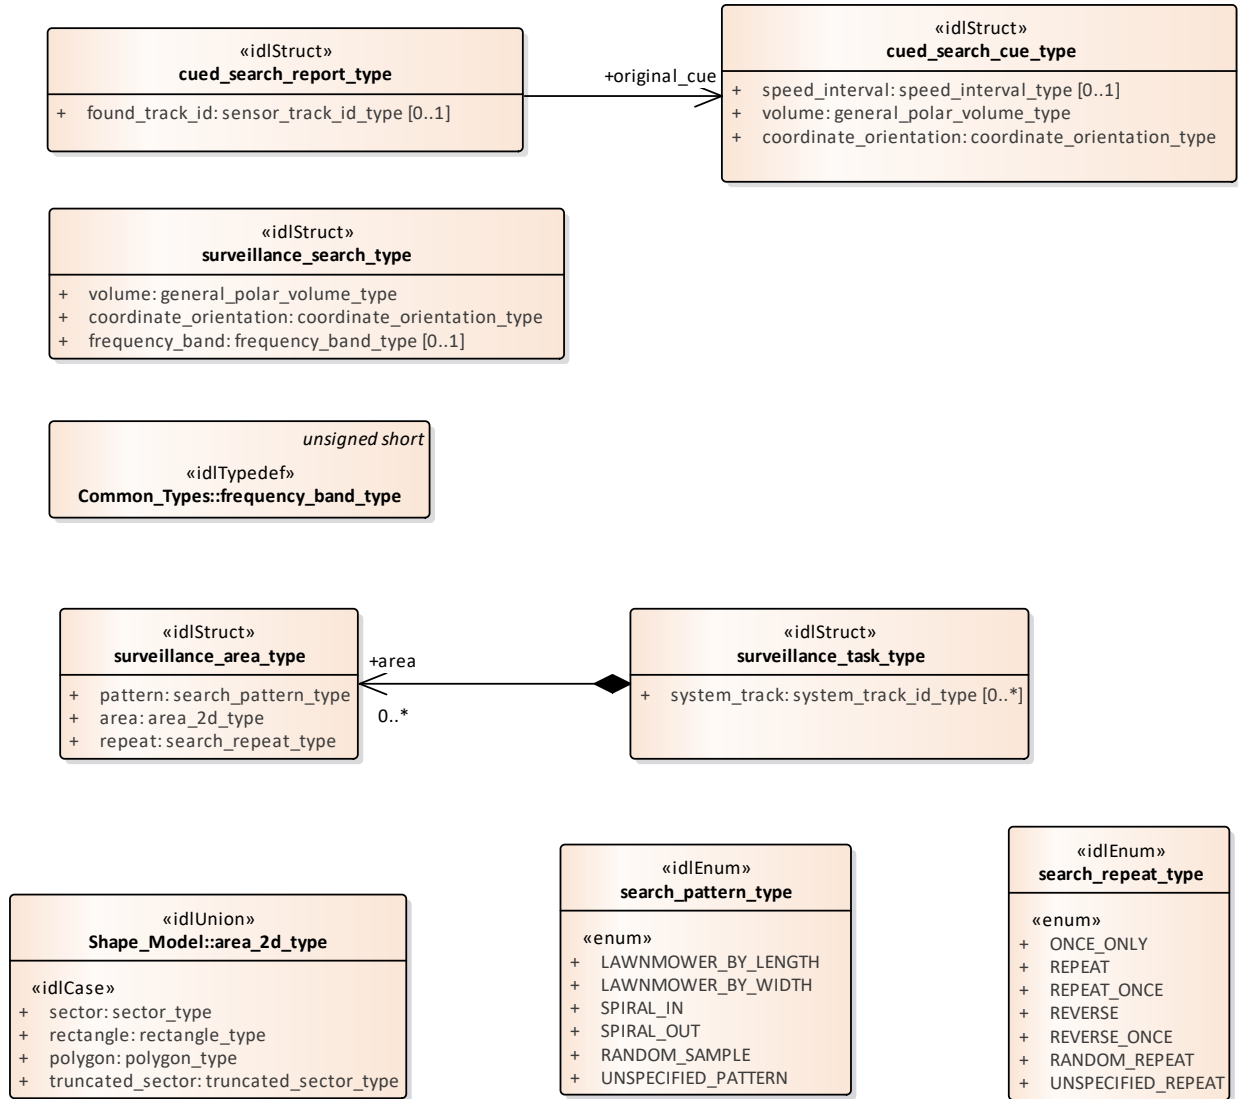 «idlStruct»
cued_search_report_type
+ found_track_id: sensor_track_id_type [0..1]
+original_cue
«idlStruct»
cued_search_cue_type
+ speed_interval: speed_interval_type [0..1]
+ volume: general_polar_volume_type
+ coordinate_orientation: coordinate_orientation_type
«idlStruct»
surveillance_search_type
+ volume: general_polar_volume_type
+ coordinate_orientation: coordinate_orientation_type
+ frequency_band: frequency_band_type [0..1]
unsigned short
«idlTypedef»
Common_Types::frequency_band_type
«idlStruct»
surveillance_area_type
+ pattern: search_pattern_type
+ area: area_2d_type
+ repeat: search_repeat_type
+area
0..*
«idlStruct»
surveillance_task_type
+ system_track: system_track_id_type [0..*]
«idlUnion»
Shape_Model::area_2d_type
«idlCase»
+ sector: sector_type
+ rectangle: rectangle_type
+ polygon: polygon_type
+ truncated_sector: truncated_sector_type
«idlEnum»
search_pattern_type
«enum»
+ LAWNMOWER_BY_LENGTH
+ LAWNMOWER_BY_WIDTH
+ SPIRAL_IN
+ SPIRAL_OUT
+ RANDOM_SAMPLE
+ UNSPECIFIED_PATTERN
«idlEnum»
search_repeat_type
«enum»
+ ONCE_ONLY
+ REPEAT
+ REPEAT_ONCE
+ REVERSE
+ REVERSE_ONCE
+ RANDOM_REPEAT
+ UNSPECIFIED_REPEAT